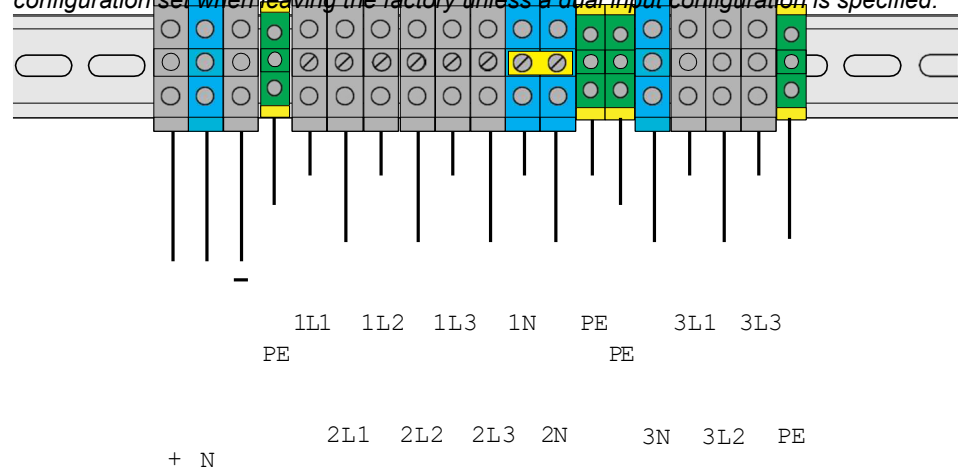 configuration set when leaving the factory unless a dual input configuration is specified.
–
1L1 1L2 1L3 1N PE 3L1 3L3
PE PE
2L1 2L2 2L3 2N 3N 3L2 PE
+ N